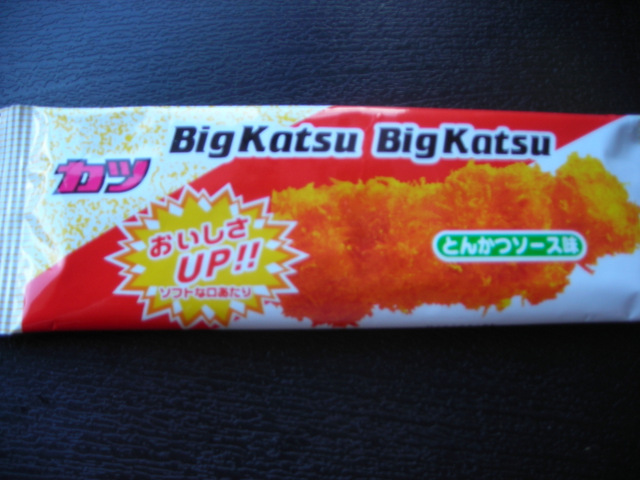 BigKatsu BigKatsu
カツ
おいしさ
UP!!
ソフトな口あたり
とんかつソース味